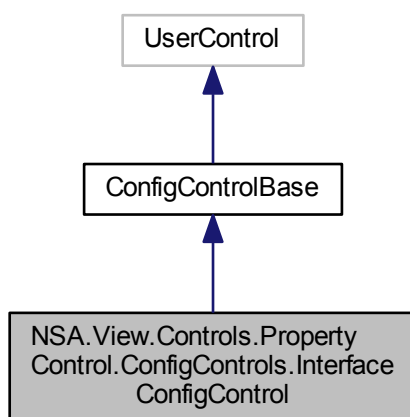 UserControl
ConfigControlBase
NSA.View.Controls.Property
Control.ConfigControls.Interface
ConfigControl